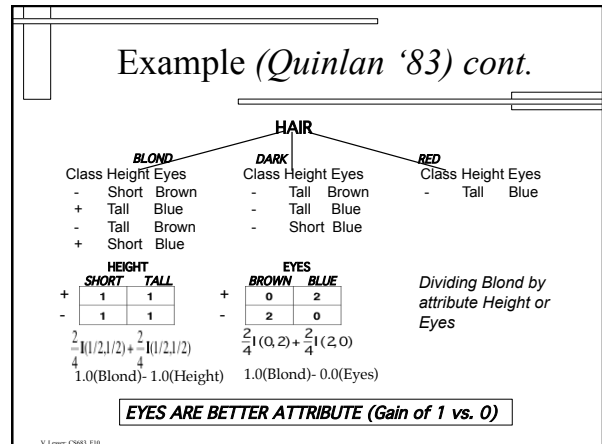 Example (Quinlan ‘83) cont.
HAIR
BLOND DARK RED
Class Height Eyes Class Height Eyes Class Height Eyes
- Short Brown - Tall Brown - Tall Blue
+ Tall Blue - Tall Blue
- Tall Brown - Short Blue
+ Short Blue
HEIGHT EYES
SHORT TALL BROWN BLUE
+ 1 1 + 0 2
- 1 1 - 2 0
Dividing Blond by
attribute Height or
Eyes
2/4 I(1/2,1/2) + 2/4 I(1/2,1/2) 2/4 I(0,2) + 2/4 I(2,0)
1.0(Blond)- 1.0(Height) 1.0(Blond)- 0.0(Eyes)
EYES ARE BETTER ATTRIBUTE (Gain of 1 vs. 0)
V. Lesser, CS683, F10